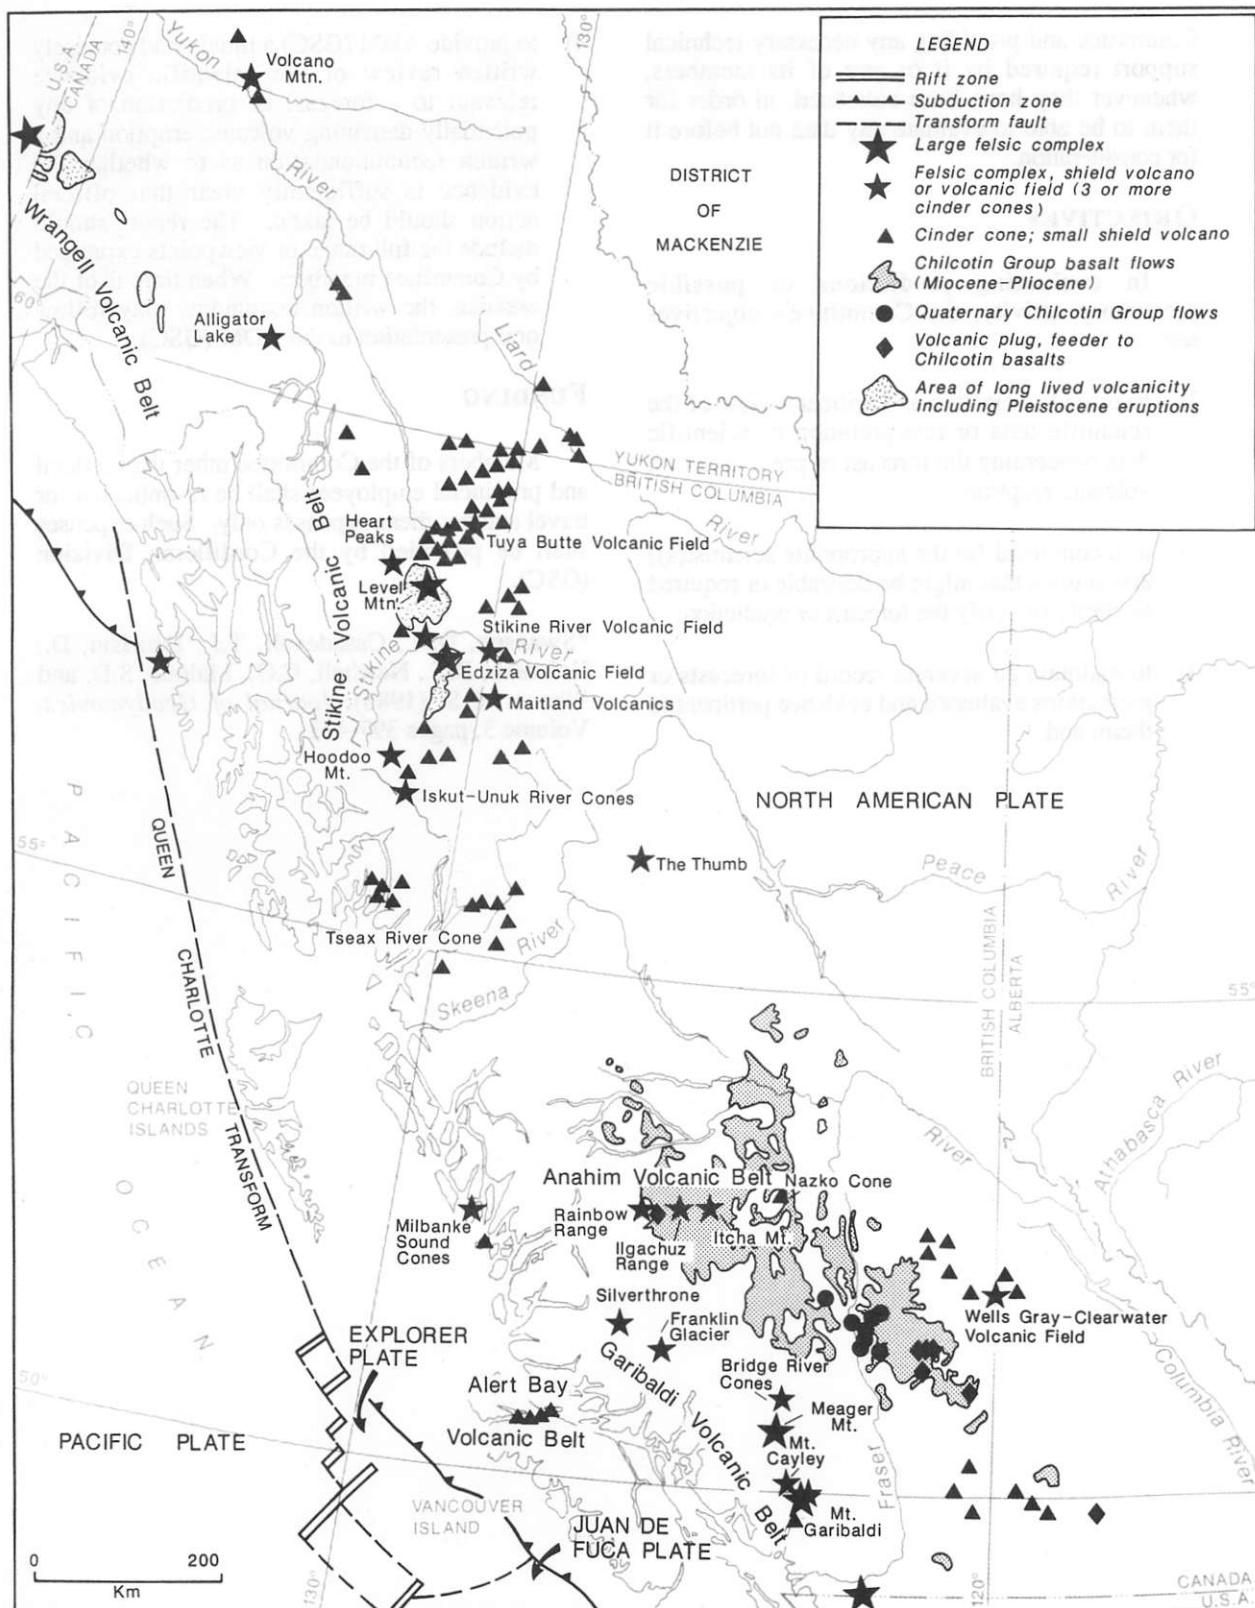 LEGEND
Rift zone
Subduction zone
Transform fault
Large felsic complex
Felsic complex, shield volcano
or volcanic field (3 or more
cinder cones)
Cinder cone; small shield volcano
Chilcotin Group basalt flows
(Miocene-Pliocene)
Quaternary Chilcotin Group flows
Volcanic plug, feeder to
Chilcotin basalts
Area of long lived volcanicity
including Pleistocene eruptions
U.S.A.
CANADA
140°
Yukon
River
130°
Volcano
Mtn.
DISTRICT
OF
MACKENZIE
Wrangell Volcanic Belt
60°
Alligator
Lake
Liard
River
YUKON TERRITORY
BRITISH COLUMBIA
Stikine Volcanic Belt
Heart
Peaks
Tuya Butte Volcanic Field
Level
Mtn.
Stikine River Volcanic Field
Stikine
River
Edziza Volcanic Field
Maitland Volcanics
Hoodoo
Mt.
Iskut-Unuk River Cones
NORTH AMERICAN PLATE
PACIFIC
OCEAN
55°
QUEEN
CHARLOTTE
TRANSFORM
The Thumb
Peace
River
Tseax River Cone
River
Skeena
BRITISH COLUMBIA
ALBERTA
55°
QUEEN
CHARLOTTE
ISLANDS
River
Athabasca River
Anahim Volcanic Belt
Nazko Cone
Milbanke
Sound
Cones
Rainbow
Range
Ilgachuz
Range
Itcha Mt.
Silverthrone
Franklin
Glacier
Wells Gray-Clearwater
Volcanic Field
EXPLORER
PLATE
Garibaldi Volcanic Belt
Bridge River
Cones
50°
Alert Bay
Volcanic Belt
Meager
Mt.
Columbia River
PACIFIC PLATE
Mt.
Cayley
Fraser
VANCOUVER
ISLAND
Mt.
Garibaldi
JUAN DE
FUCA PLATE
0 200
Km
130°
120°
CANADA
U.S.A.